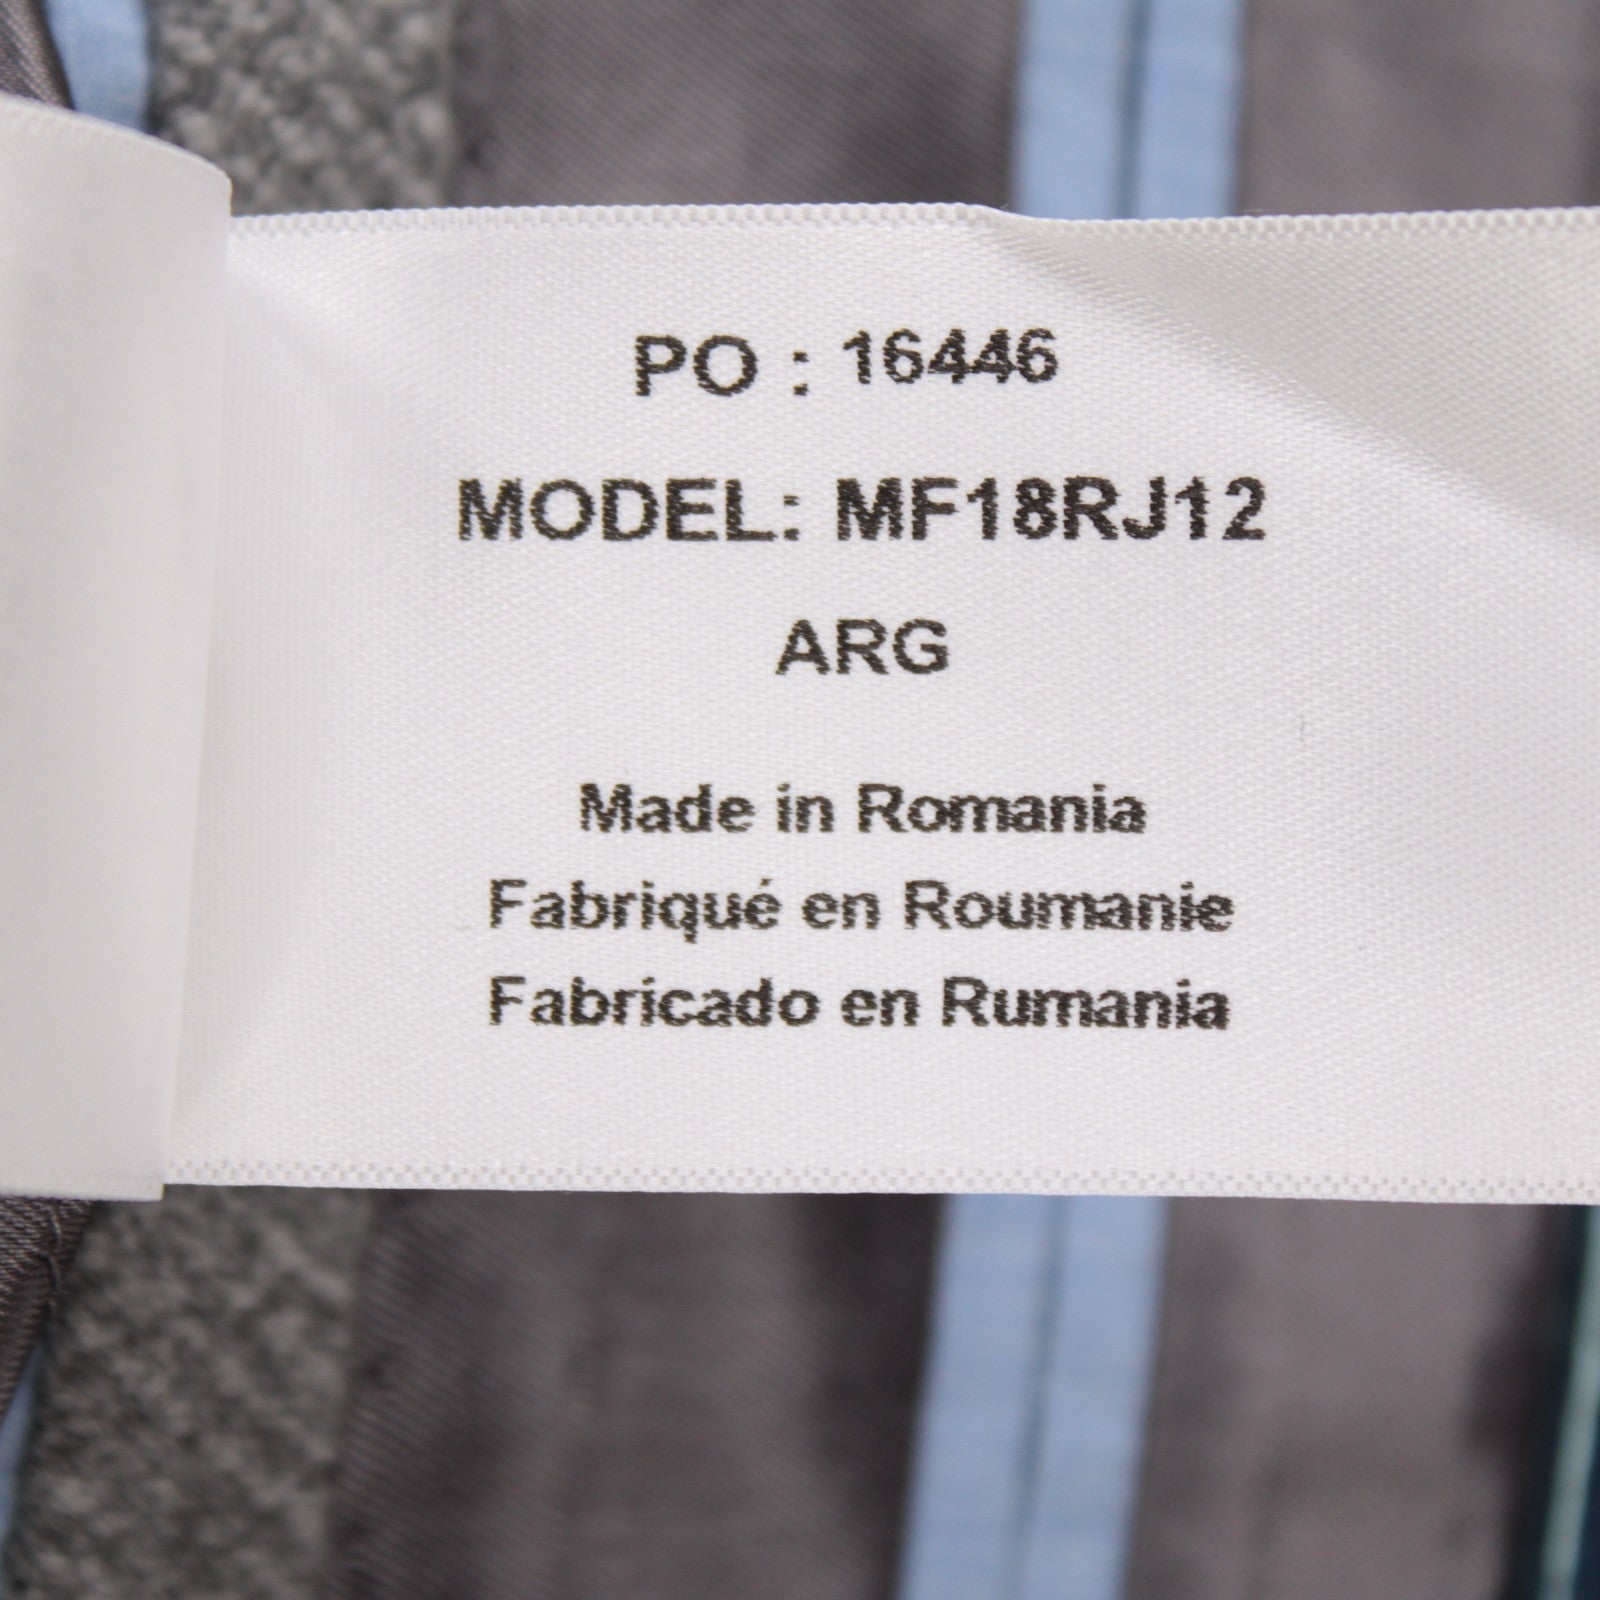 PO : 16446
MODEL: MF18RJ12
ARG
Made in Romania
Fabriqué en Roumanie
Fabricado en Rumania